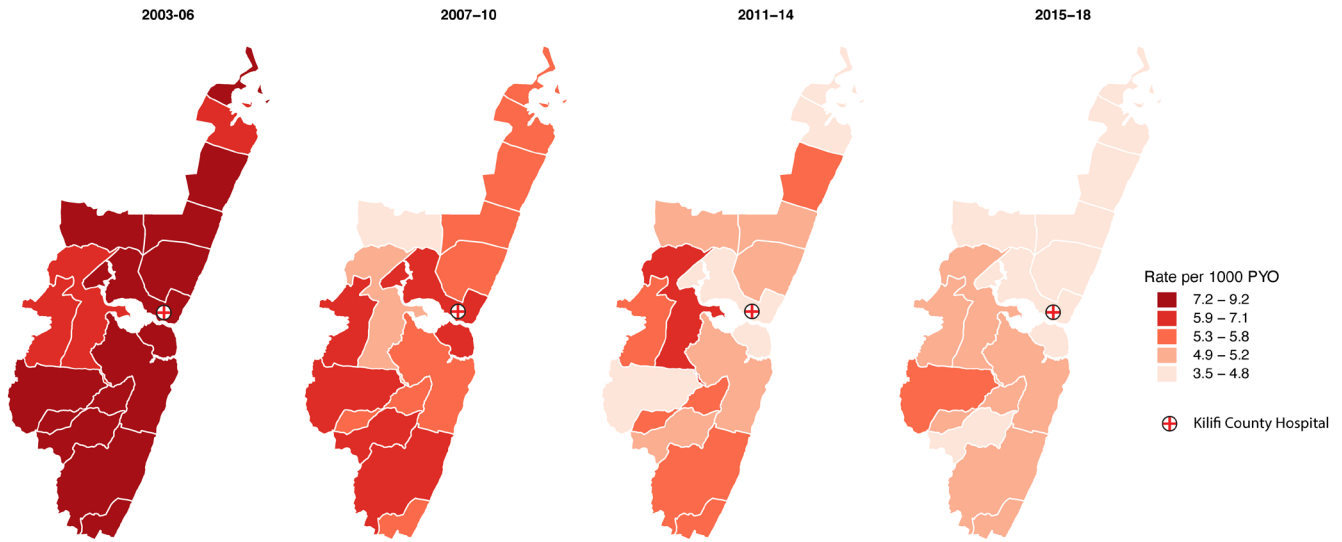 2003-06
2007–10
2011–14
2015–18
Rate per 1000 PYO
7.2 – 9.2
5.9 – 7.1
5.3 – 5.8
4.9 – 5.2
3.5 – 4.8
Kilifi County Hospital